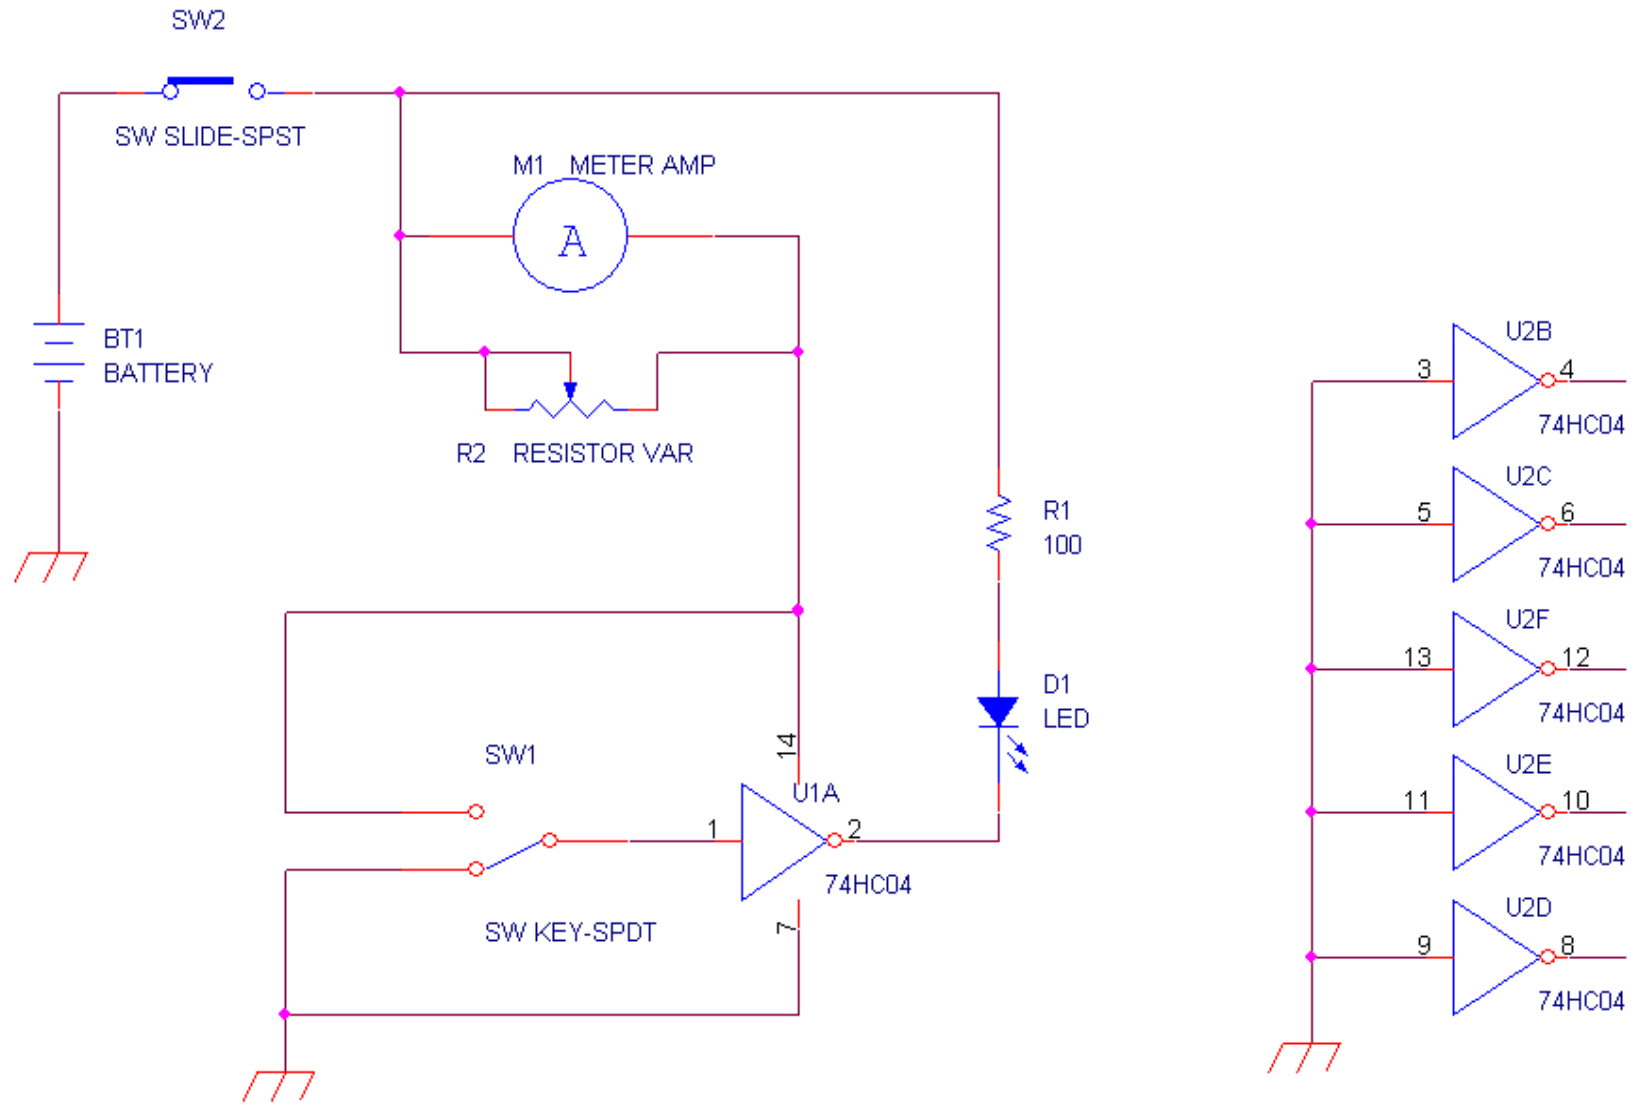 SW2
SW SLIDE-SPST
M1 METER AMP
A
BT1
BATTERY
R2 RESISTOR VAR
R1
100
D1
LED
SW1
SW KEY-SPDT
14
U1A
1
2
74HC04
7
U2B
3
4
74HC04
U2C
5
6
74HC04
U2F
13
12
74HC04
U2E
11
10
74HC04
U2D
9
8
74HC04